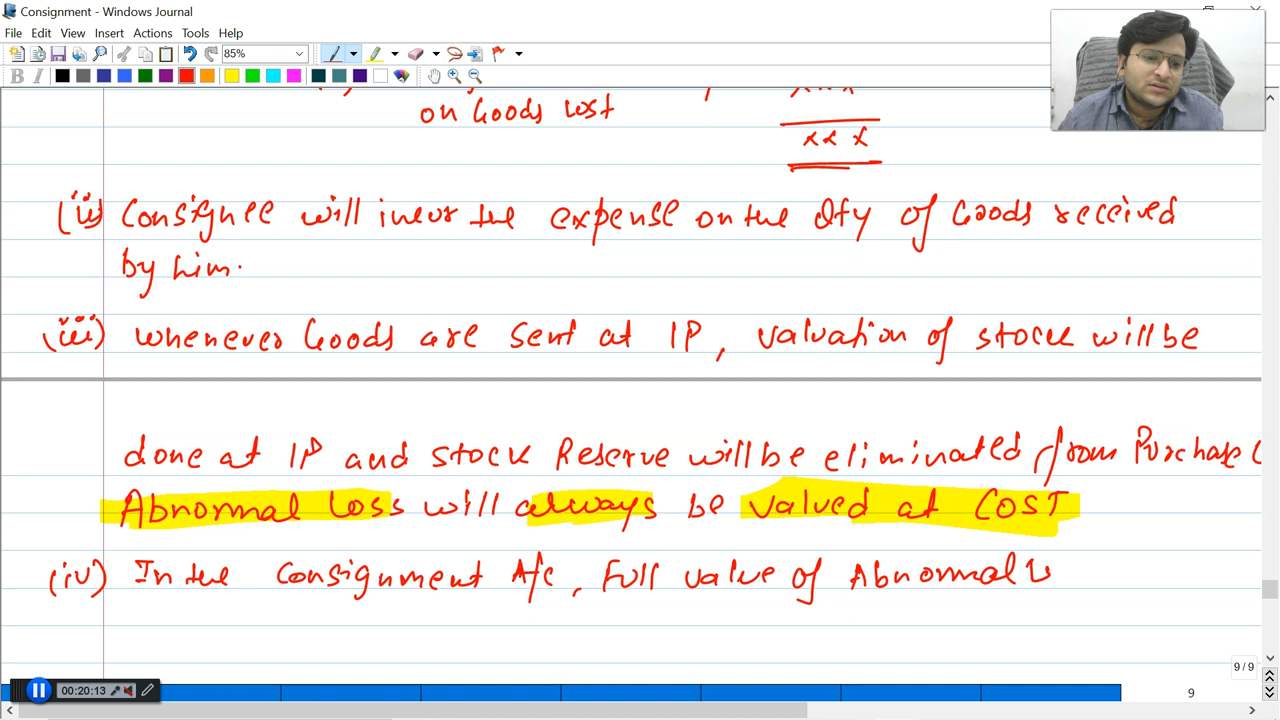 Consignment - Windows Journal
File Edit View Insert Actions Tools Help
85%
B I
on Goods lost
x x x
(ii) Consignee will incur the expense on the Qty of Goods received
by him.
(iii) whenever Goods are sent at IP, valuation of stock will be
done at IP and stock Reserve will be eliminated from Purchase
Abnormal Loss will always be valued at COST
(iv) In the Consignment A/c, Full value of Abnormal
9 / 9
00:20:13
9